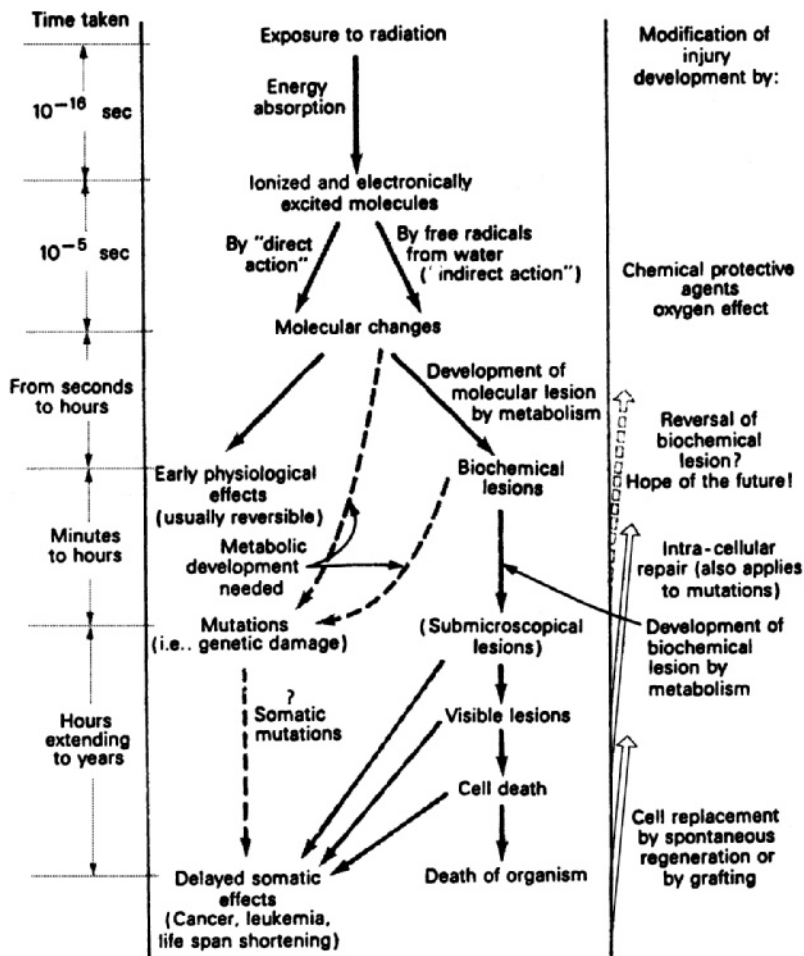 Time taken
10⁻¹⁶ sec
10⁻⁵ sec
From seconds
to hours
Minutes
to hours
Hours
extending
to years
Exposure to radiation
Energy
absorption
Ionized and electronically
excited molecules
By "direct
action"
By free radicals
from water
(' indirect action")
Molecular changes
Development of
molecular lesion
by metabolism
Early physiological
effects
(usually reversible)
Biochemical
lesions
Metabolic
development
needed
Mutations
(i.e.. genetic damage)
(Submicroscopical
lesions)
?
Somatic
mutations
Visible lesions
Cell death
Delayed somatic
effects
(Cancer, leukemia,
life span shortening)
Death of organism
Modification of
injury
development by:
Chemical protective
agents
oxygen effect
Reversal of
biochemical
lesion?
Hope of the future!
Intra-cellular
repair (also applies
to mutations)
Development of
biochemical
lesion by
metabolism
Cell replacement
by spontaneous
regeneration or
by grafting